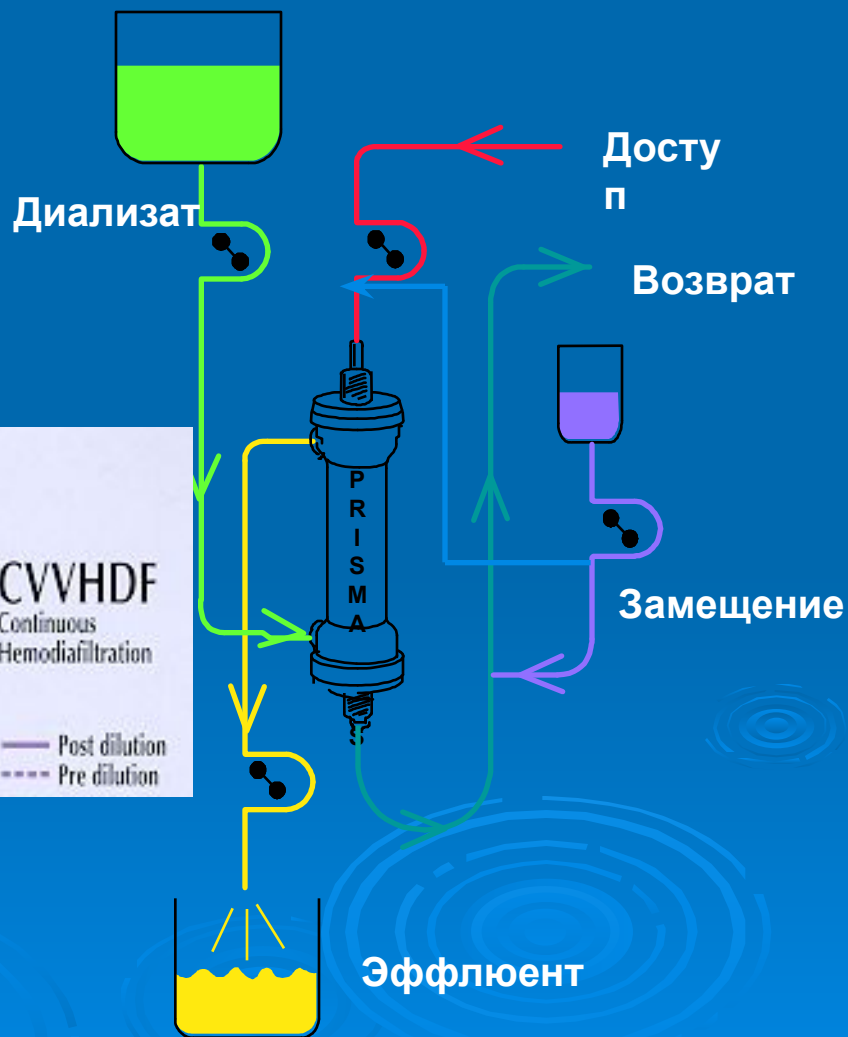 Досту
п
Диализат
Возврат
P
R
I
S
M
A
CVVHDF
Continuous
Hemodiafiltration
Замещение
Post dilution
Pre dilution
Эффлюент